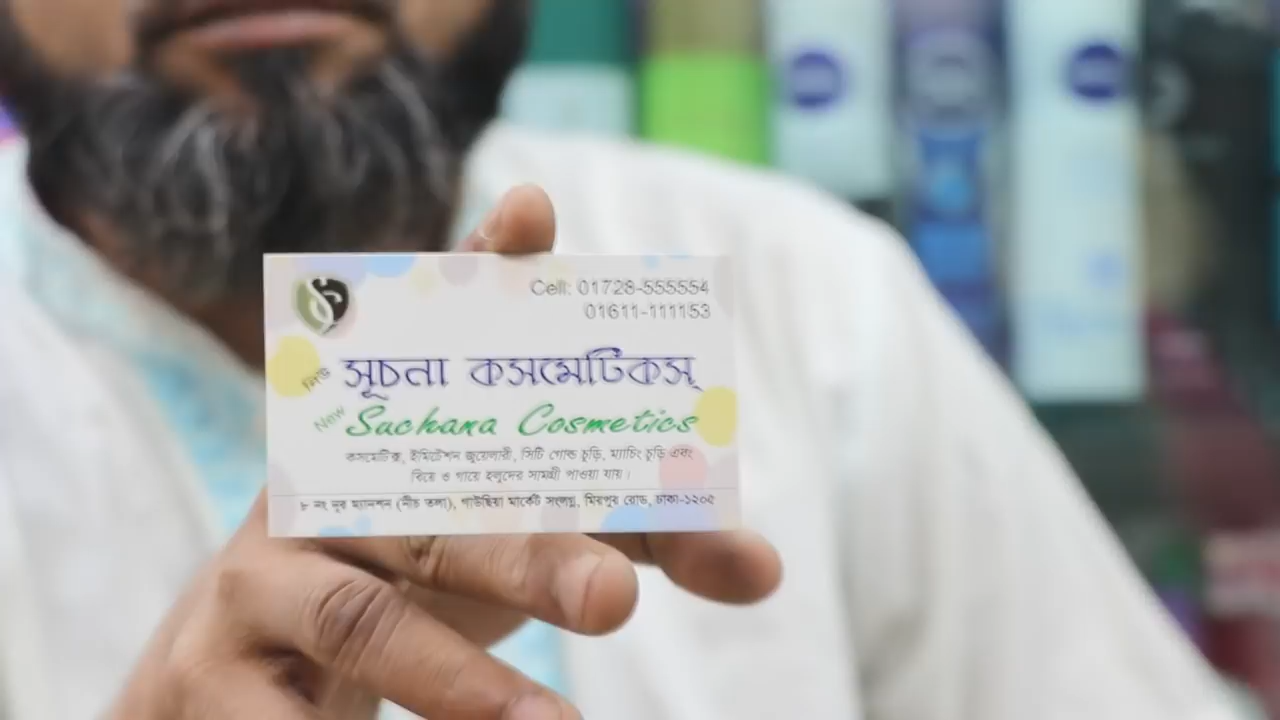 Cell: 01728-555554
01611-111153
নিউ সূচনা কসমেটিকস্
New Suchana Cosmetics
কসমেটিক্স, ইমিটেশন জুয়েলারী, সিটি গোল্ড চুড়ি, ম্যাচিং চুড়ি এবং
বিয়ে ও গায়ে হলুদের সামগ্রী পাওয়া যায়।
৮ নং নূর ম্যানশন (নীচ তলা), গাউছিয়া মার্কেট সংলগ্ন, মিরপুর রোড, ঢাকা-১২০৫